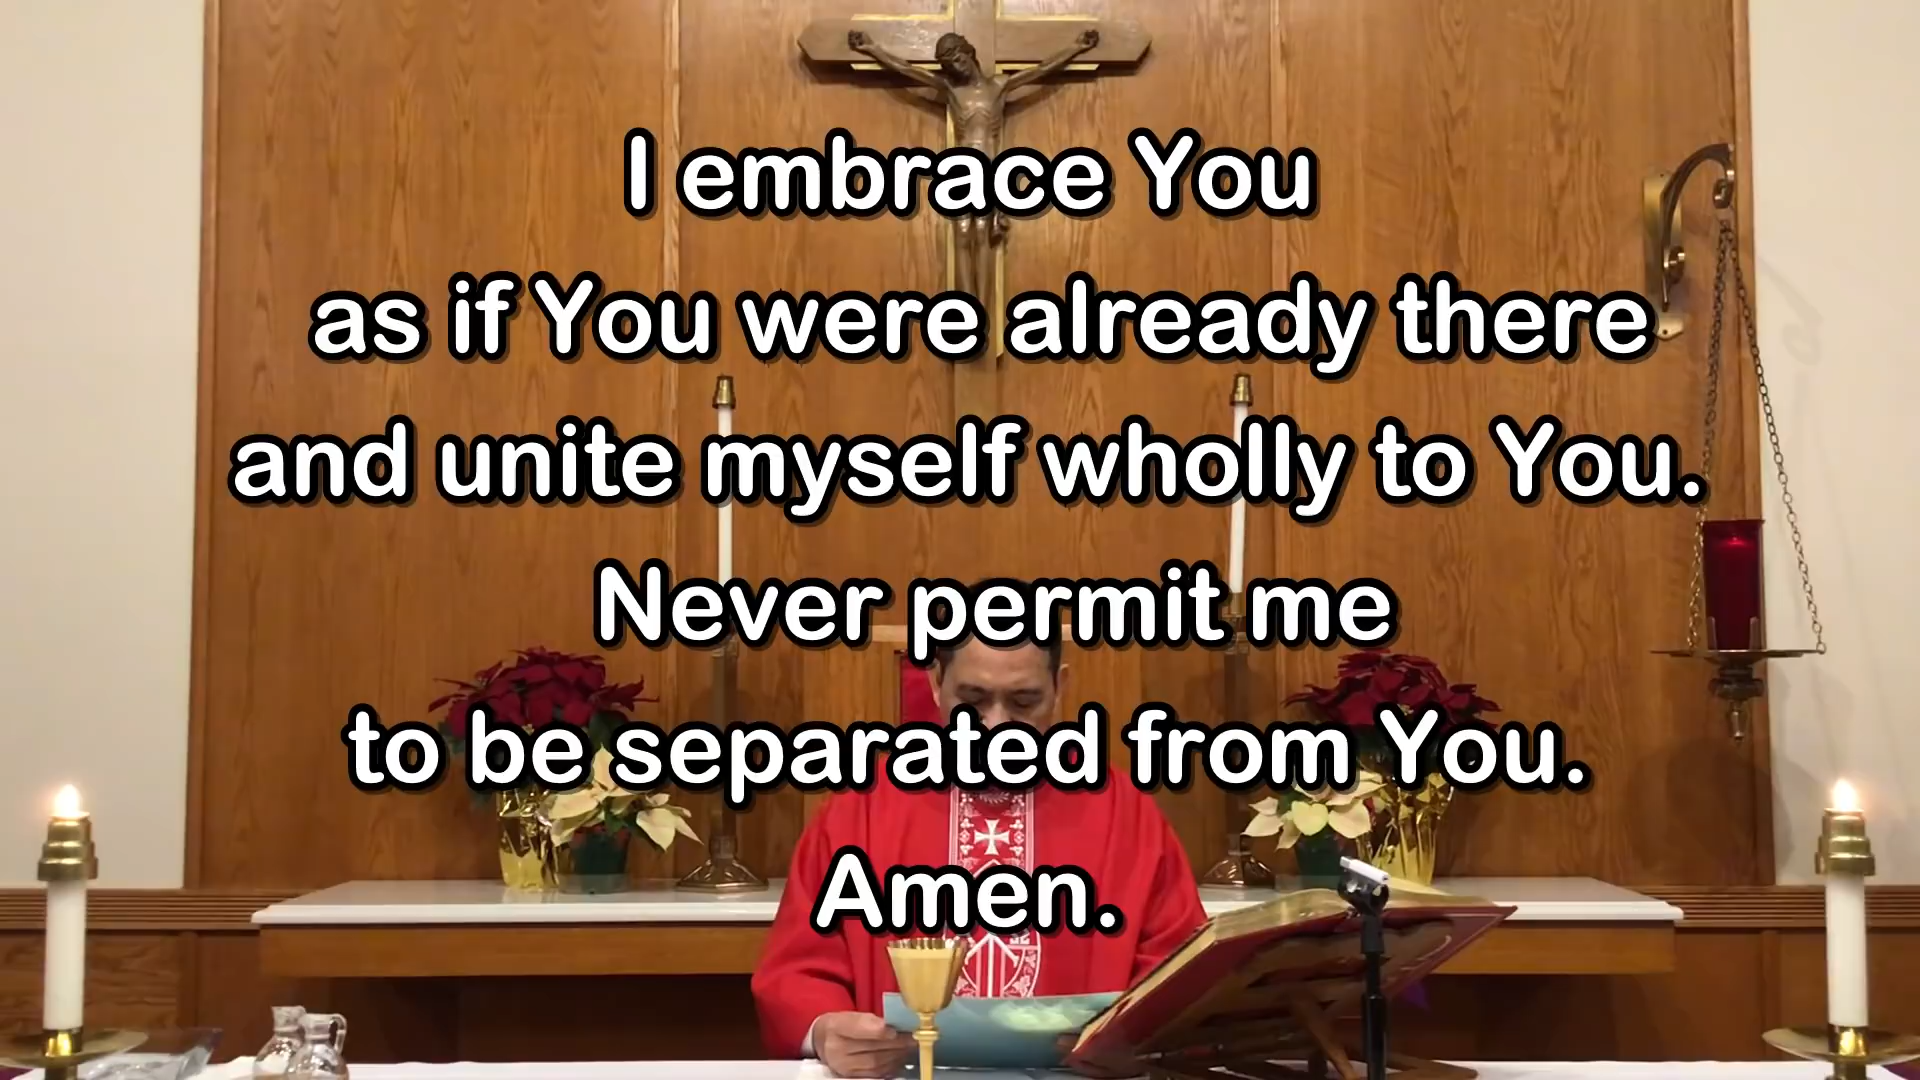 I embrace You
as if You were already there
and unite myself wholly to You.
Never permit me
to be separated from You.
Amen.